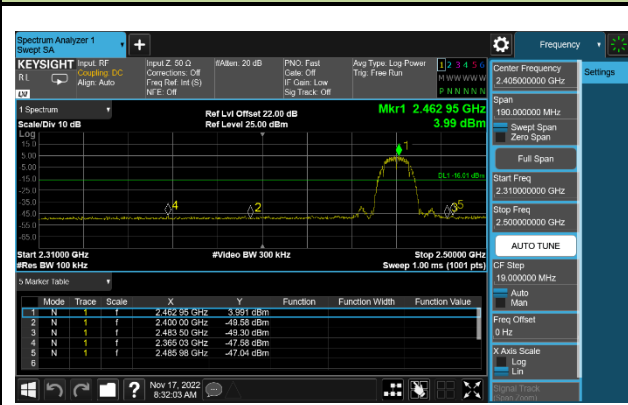 Spectrum Analyzer 1
Swept SA
+
Frequency
KEYSIGHT Input: RF
RL Coupling: DC
Align: Auto
Input Z: 50 Ω
Corrections: Off
Freq Ref: Int (S)
NFE: Off
#Atten: 20 dB
PNO: Fast
Gate: Off
IF Gain: Low
Sig Track: Off
Avg Type: Log-Power
Trig: Free Run
1 2 3 4 5 6
M W W W W W
P N N N N N
Center Frequency
2.405000000 GHz
Settings
Span
190.000000 MHz
Swept Span
Zero Span
Full Span
Start Freq
2.310000000 GHz
Stop Freq
2.500000000 GHz
AUTO TUNE
CF Step
19.000000 MHz
Auto
Man
Freq Offset
0 Hz
X Axis Scale
Log
Lin
Signal Track
(Span Zoom)
1 Spectrum
Scale/Div 10 dB
Ref Lvl Offset 22.00 dB
Ref Level 25.00 dBm
Mkr1 2.462 95 GHz
3.99 dBm
Log
15.0
5.00
-5.00
-15.0
-25.0
-35.0
-45.0
-55.0
-65.0
1
DL1 -16.01 dBm
4
2
3 5
Start 2.31000 GHz
#Res BW 100 kHz
#Video BW 300 kHz
Stop 2.50000 GHz
Sweep 1.00 ms (1001 pts)
5 Marker Table
Mode Trace Scale X Y Function Function Width Function Value
1 N 1 f 2.462 95 GHz 3.991 dBm
2 N 1 f 2.400 00 GHz -49.58 dBm
3 N 1 f 2.483 50 GHz -49.30 dBm
4 N 1 f 2.365 03 GHz -47.58 dBm
5 N 1 f 2.485 98 GHz -47.04 dBm
6
? Nov 17, 2022
8:32:03 AM